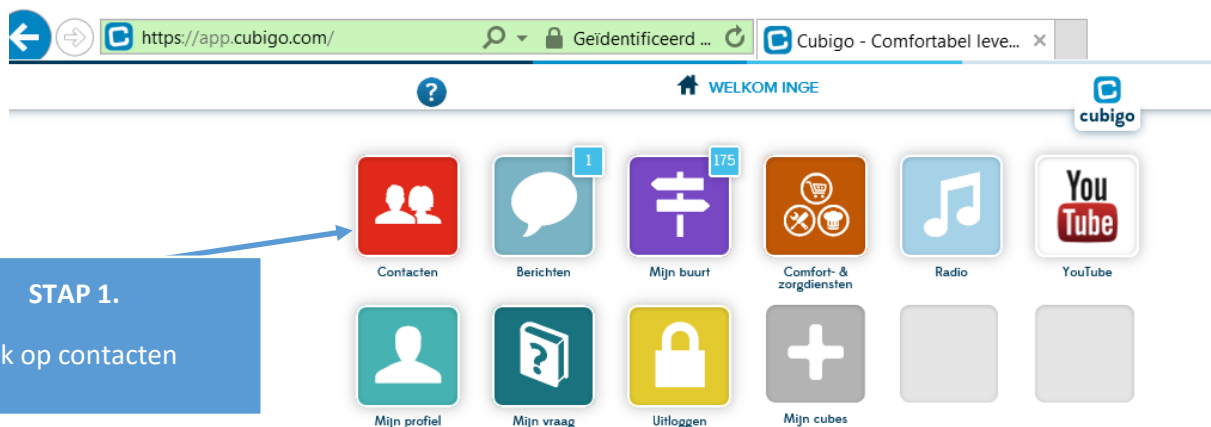 https://app.cubigo.com/
Geïdentificeerd ...
Cubigo - Comfortabel leve...
WELKOM INGE
cubigo
1
175
You
Tube
Contacten
Berichten
Mijn buurt
Comfort- &
zorgdiensten
Radio
YouTube
STAP 1.
k op contacten
?
Mijn profiel
Mijn vraag
Uitloggen
Mijn cubes